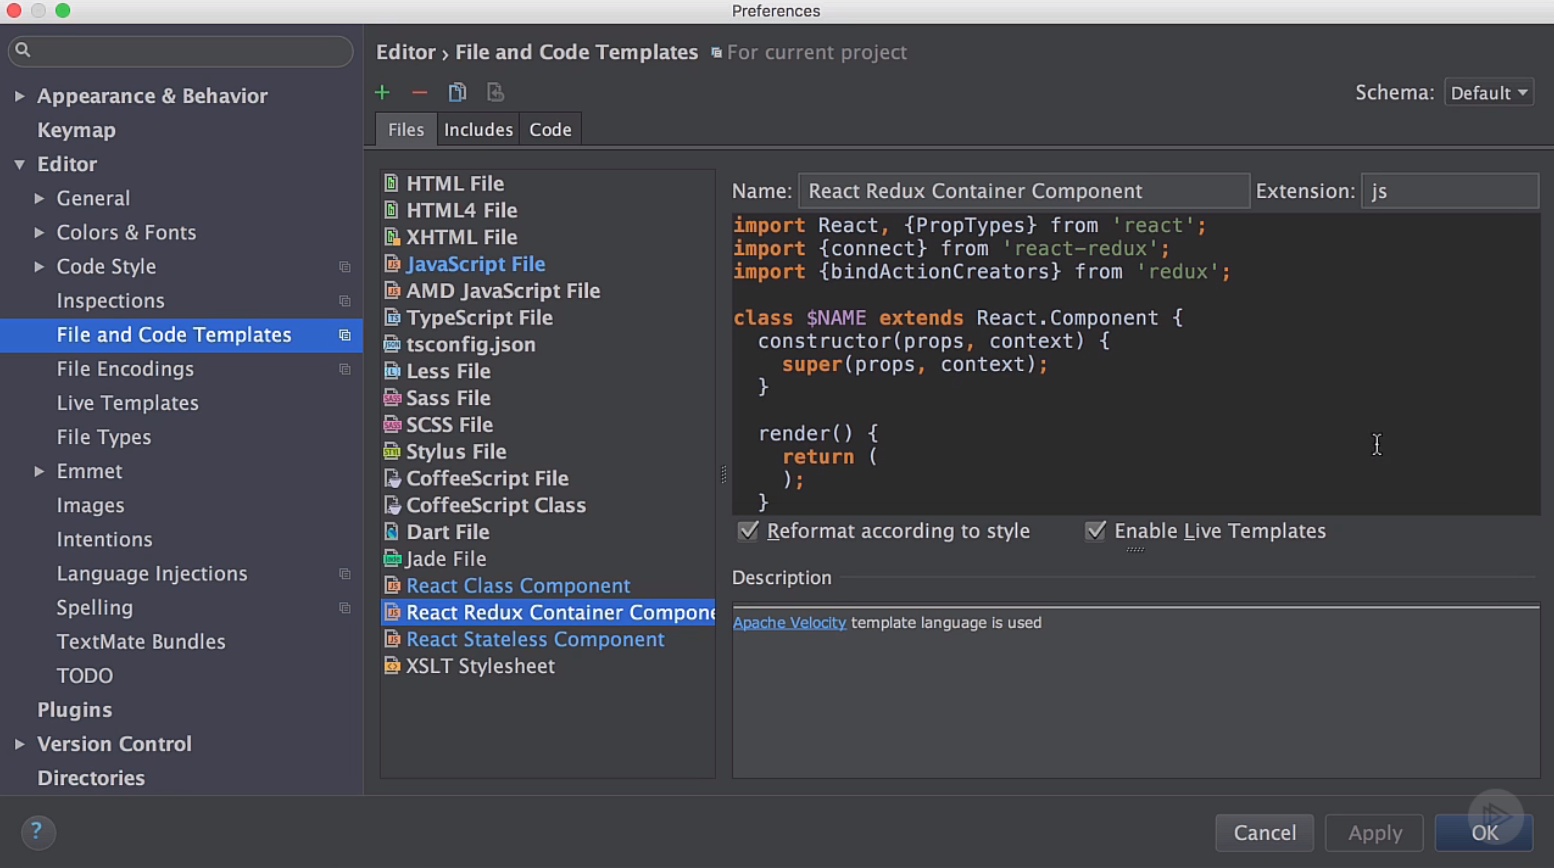 Preferences
Editor › File and Code Templates For current project
Schema: Default
Files Includes Code
Appearance & Behavior
Keymap
Editor
General
Colors & Fonts
Code Style
Inspections
File and Code Templates
File Encodings
Live Templates
File Types
Emmet
Images
Intentions
Language Injections
Spelling
TextMate Bundles
TODO
Plugins
Version Control
Directories
HTML File
HTML4 File
XHTML File
JavaScript File
AMD JavaScript File
TypeScript File
tsconfig.json
Less File
Sass File
SCSS File
Stylus File
CoffeeScript File
CoffeeScript Class
Dart File
Jade File
React Class Component
React Redux Container Compone
React Stateless Component
XSLT Stylesheet
Name: React Redux Container Component Extension: js
import React, {PropTypes} from 'react';
import {connect} from 'react-redux';
import {bindActionCreators} from 'redux';
class $NAME extends React.Component {
constructor(props, context) {
super(props, context);
}
render() {
return (
);
}
Reformat according to style Enable Live Templates
Description
Apache Velocity template language is used
?
Cancel Apply OK